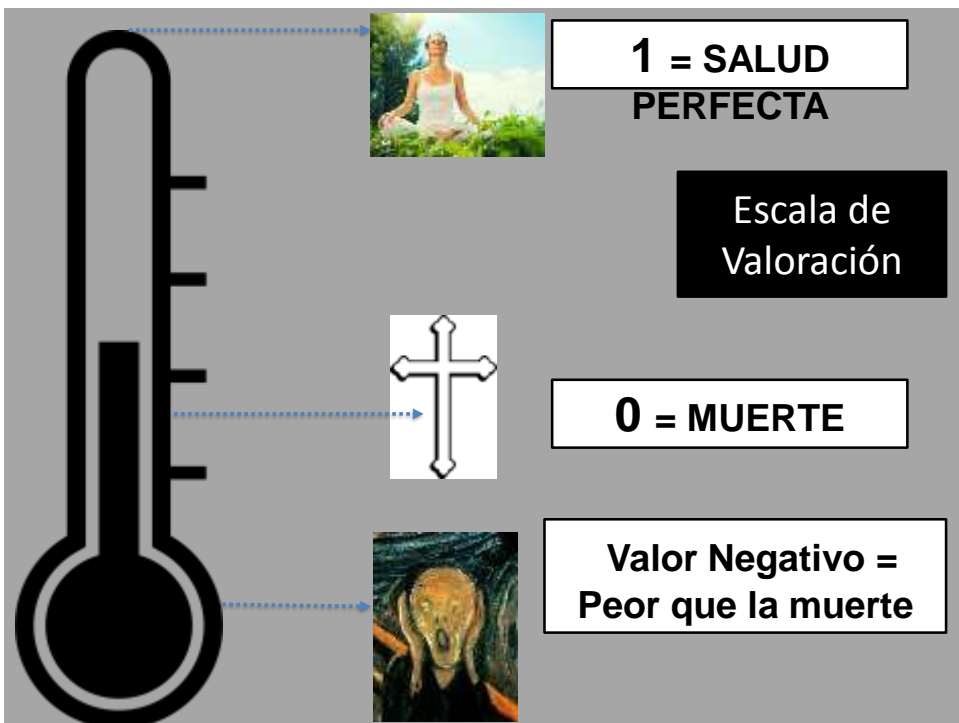 1 = SALUD
PERFECTA
Escala de
Valoración
0 = MUERTE
Valor Negativo =
Peor que la muerte